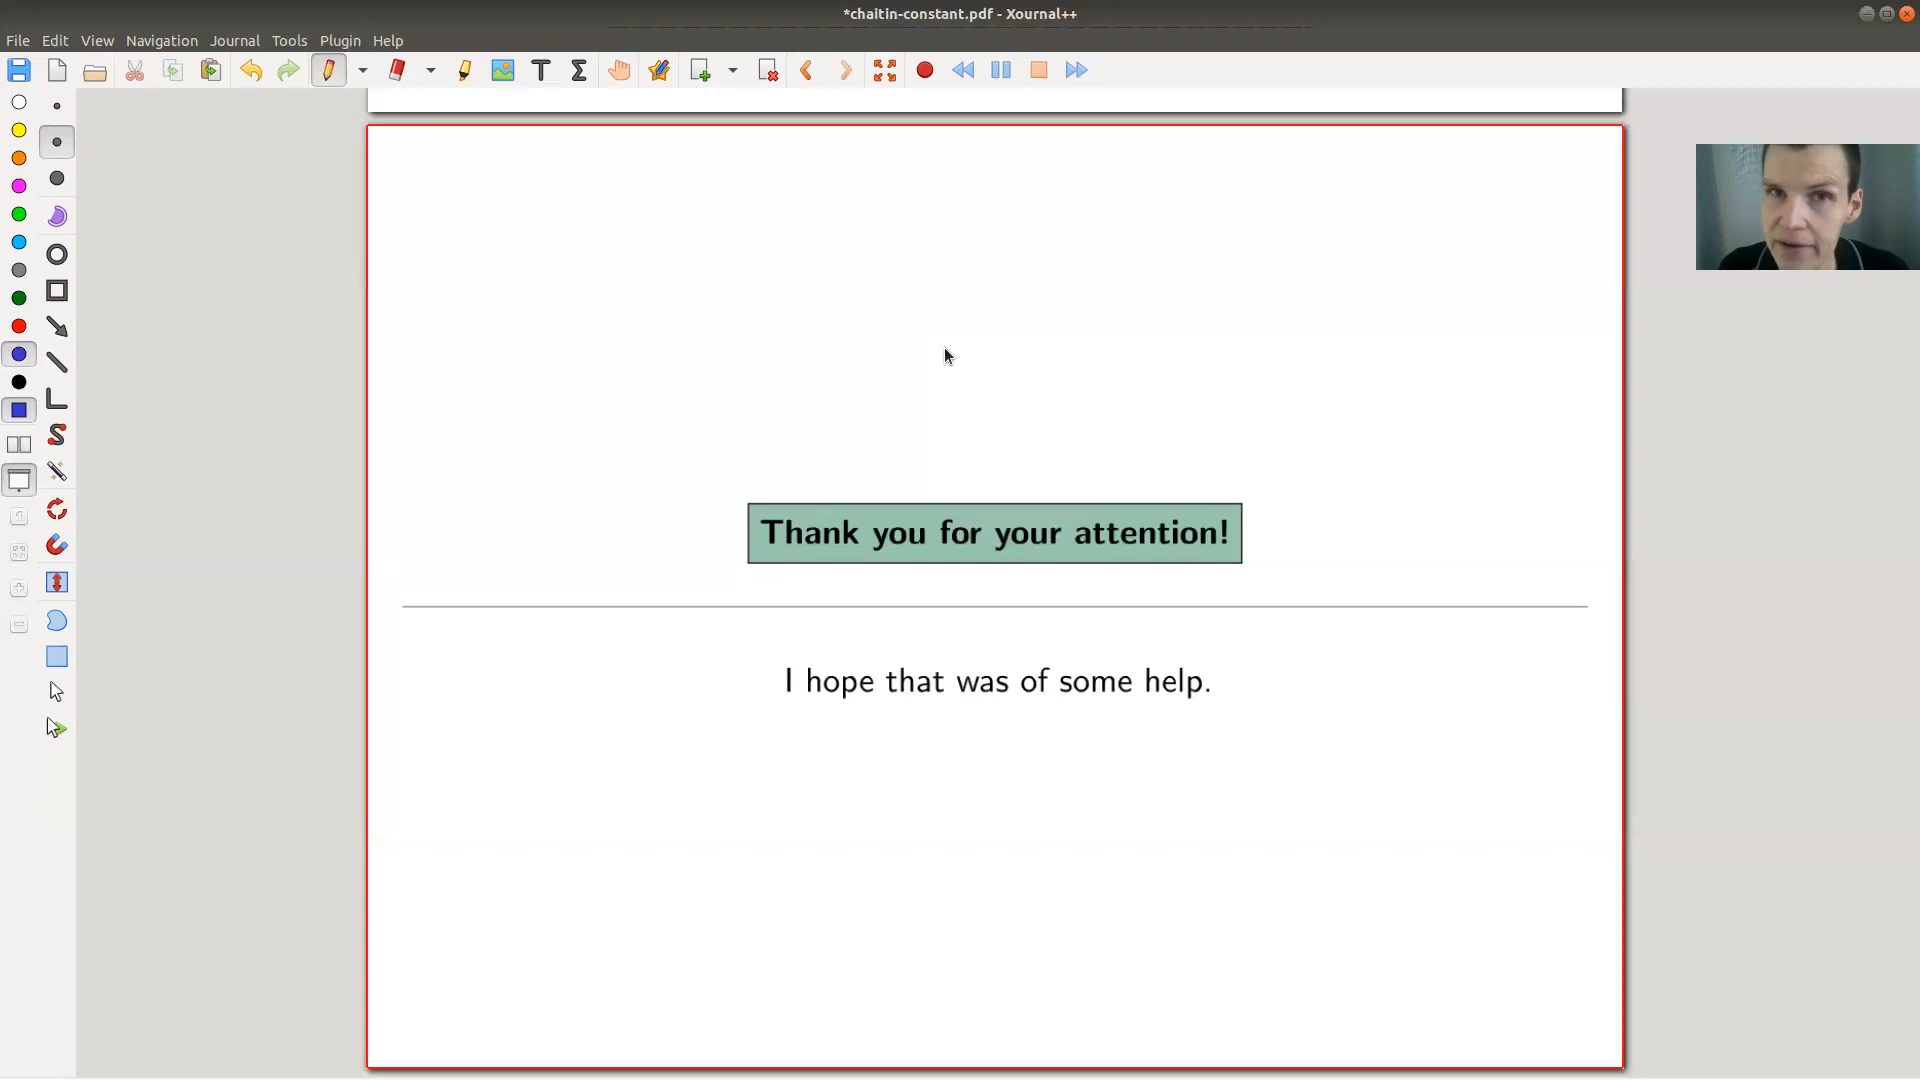 *chaitin-constant.pdf - Xournal++
File Edit View Navigation Journal Tools Plugin Help
Thank you for your attention!
I hope that was of some help.